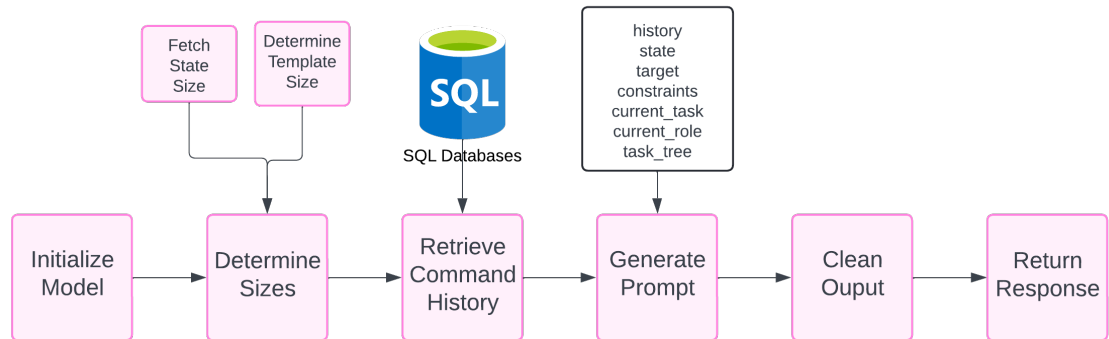 Fetch
State
Size
Determine
Template
Size
SQL
SQL Databases
history
state
target
constraints
current_task
current_role
task_tree
Initialize
Model
Determine
Sizes
Retrieve
Command
History
Generate
Prompt
Clean
Ouput
Return
Response